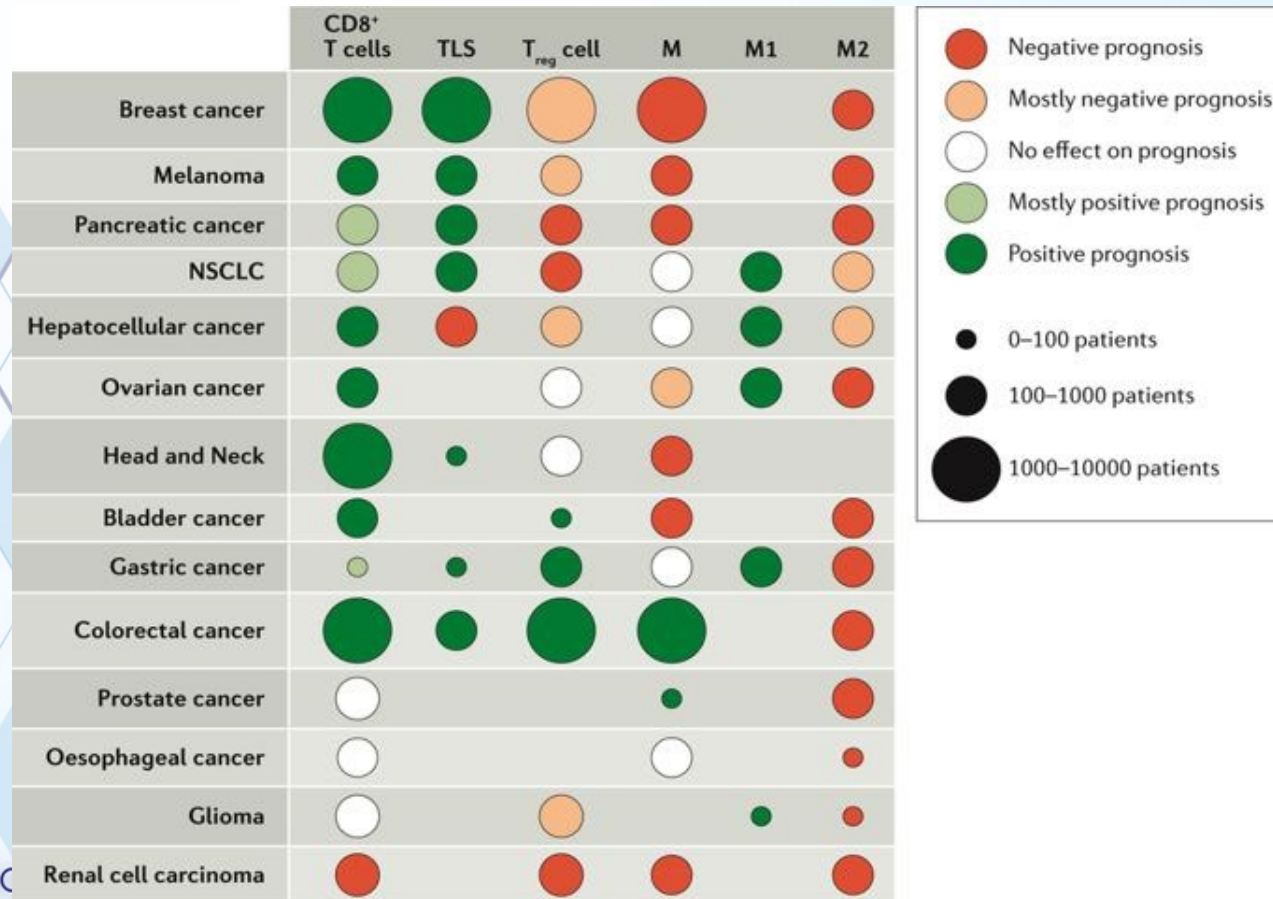 CD8⁺
T cells TLS T_reg cell M M1 M2
Breast cancer
Melanoma
Pancreatic cancer
NSCLC
Hepatocellular cancer
Ovarian cancer
Head and Neck
Bladder cancer
Gastric cancer
Colorectal cancer
Prostate cancer
Oesophageal cancer
Glioma
Renal cell carcinoma
Negative prognosis
Mostly negative prognosis
No effect on prognosis
Mostly positive prognosis
Positive prognosis
0–100 patients
100–1000 patients
1000–10000 patients